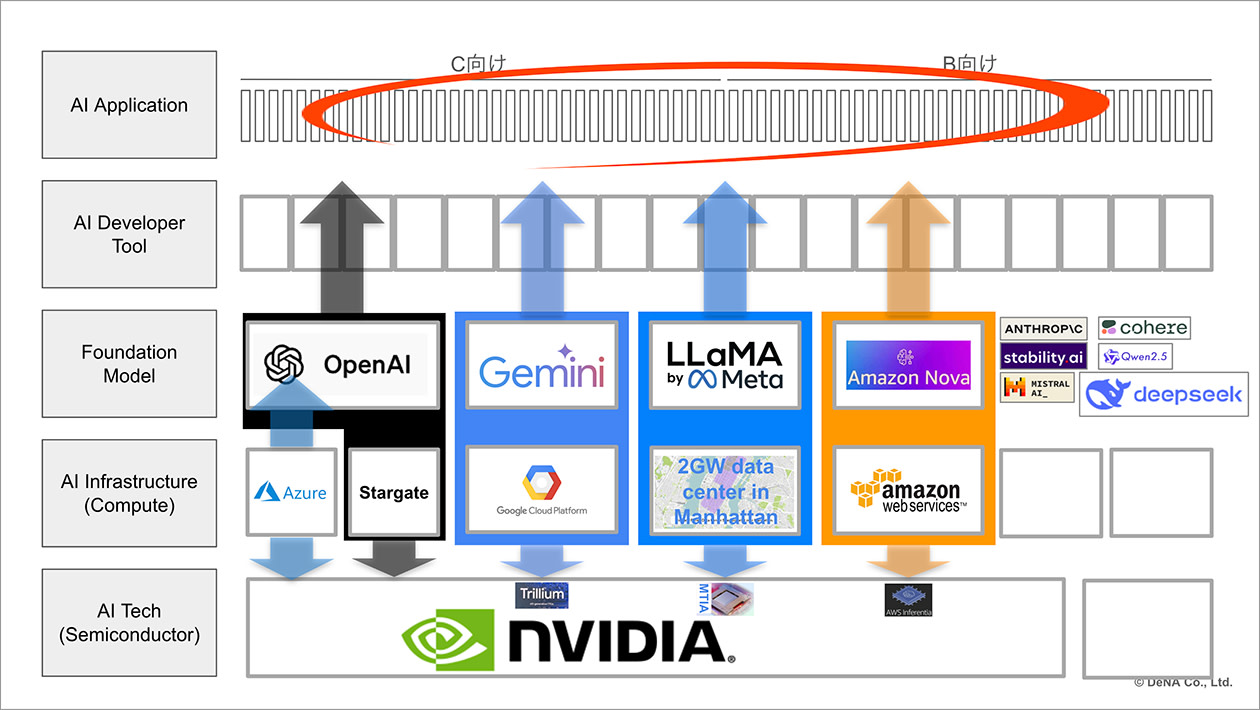 C向け
B向け
AI Application
AI Developer
Tool
Foundation
Model
OpenAI
Gemini
LLaMA
by Meta
Amazon Nova
ANTHROP\C
cohere
stability ai
Qwen2.5
MISTRAL
AI_
deepseek
AI Infrastructure
(Compute)
Azure
Stargate
Google Cloud Platform
2GW data
center in
Manhattan
amazon
web services™
AI Tech
(Semiconductor)
Trillium
MTIA
AWS Inferentia
NVIDIA®
© DeNA Co., Ltd.